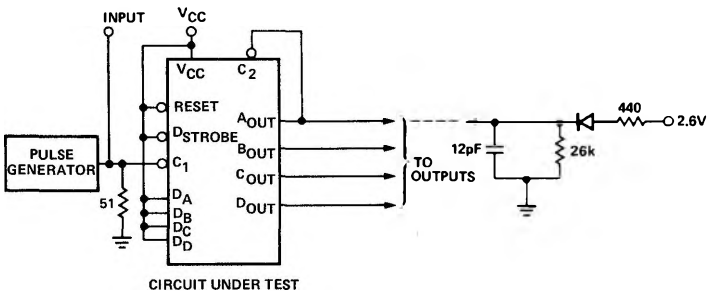 INPUT
VCC
VCC
C2
RESET
DSTROBE
C1
DA
DB
DC
DD
AOUT
BOUT
COUT
DOUT
PULSE
GENERATOR
51
TO
OUTPUTS
12pF
26k
440
2.6V
CIRCUIT UNDER TEST